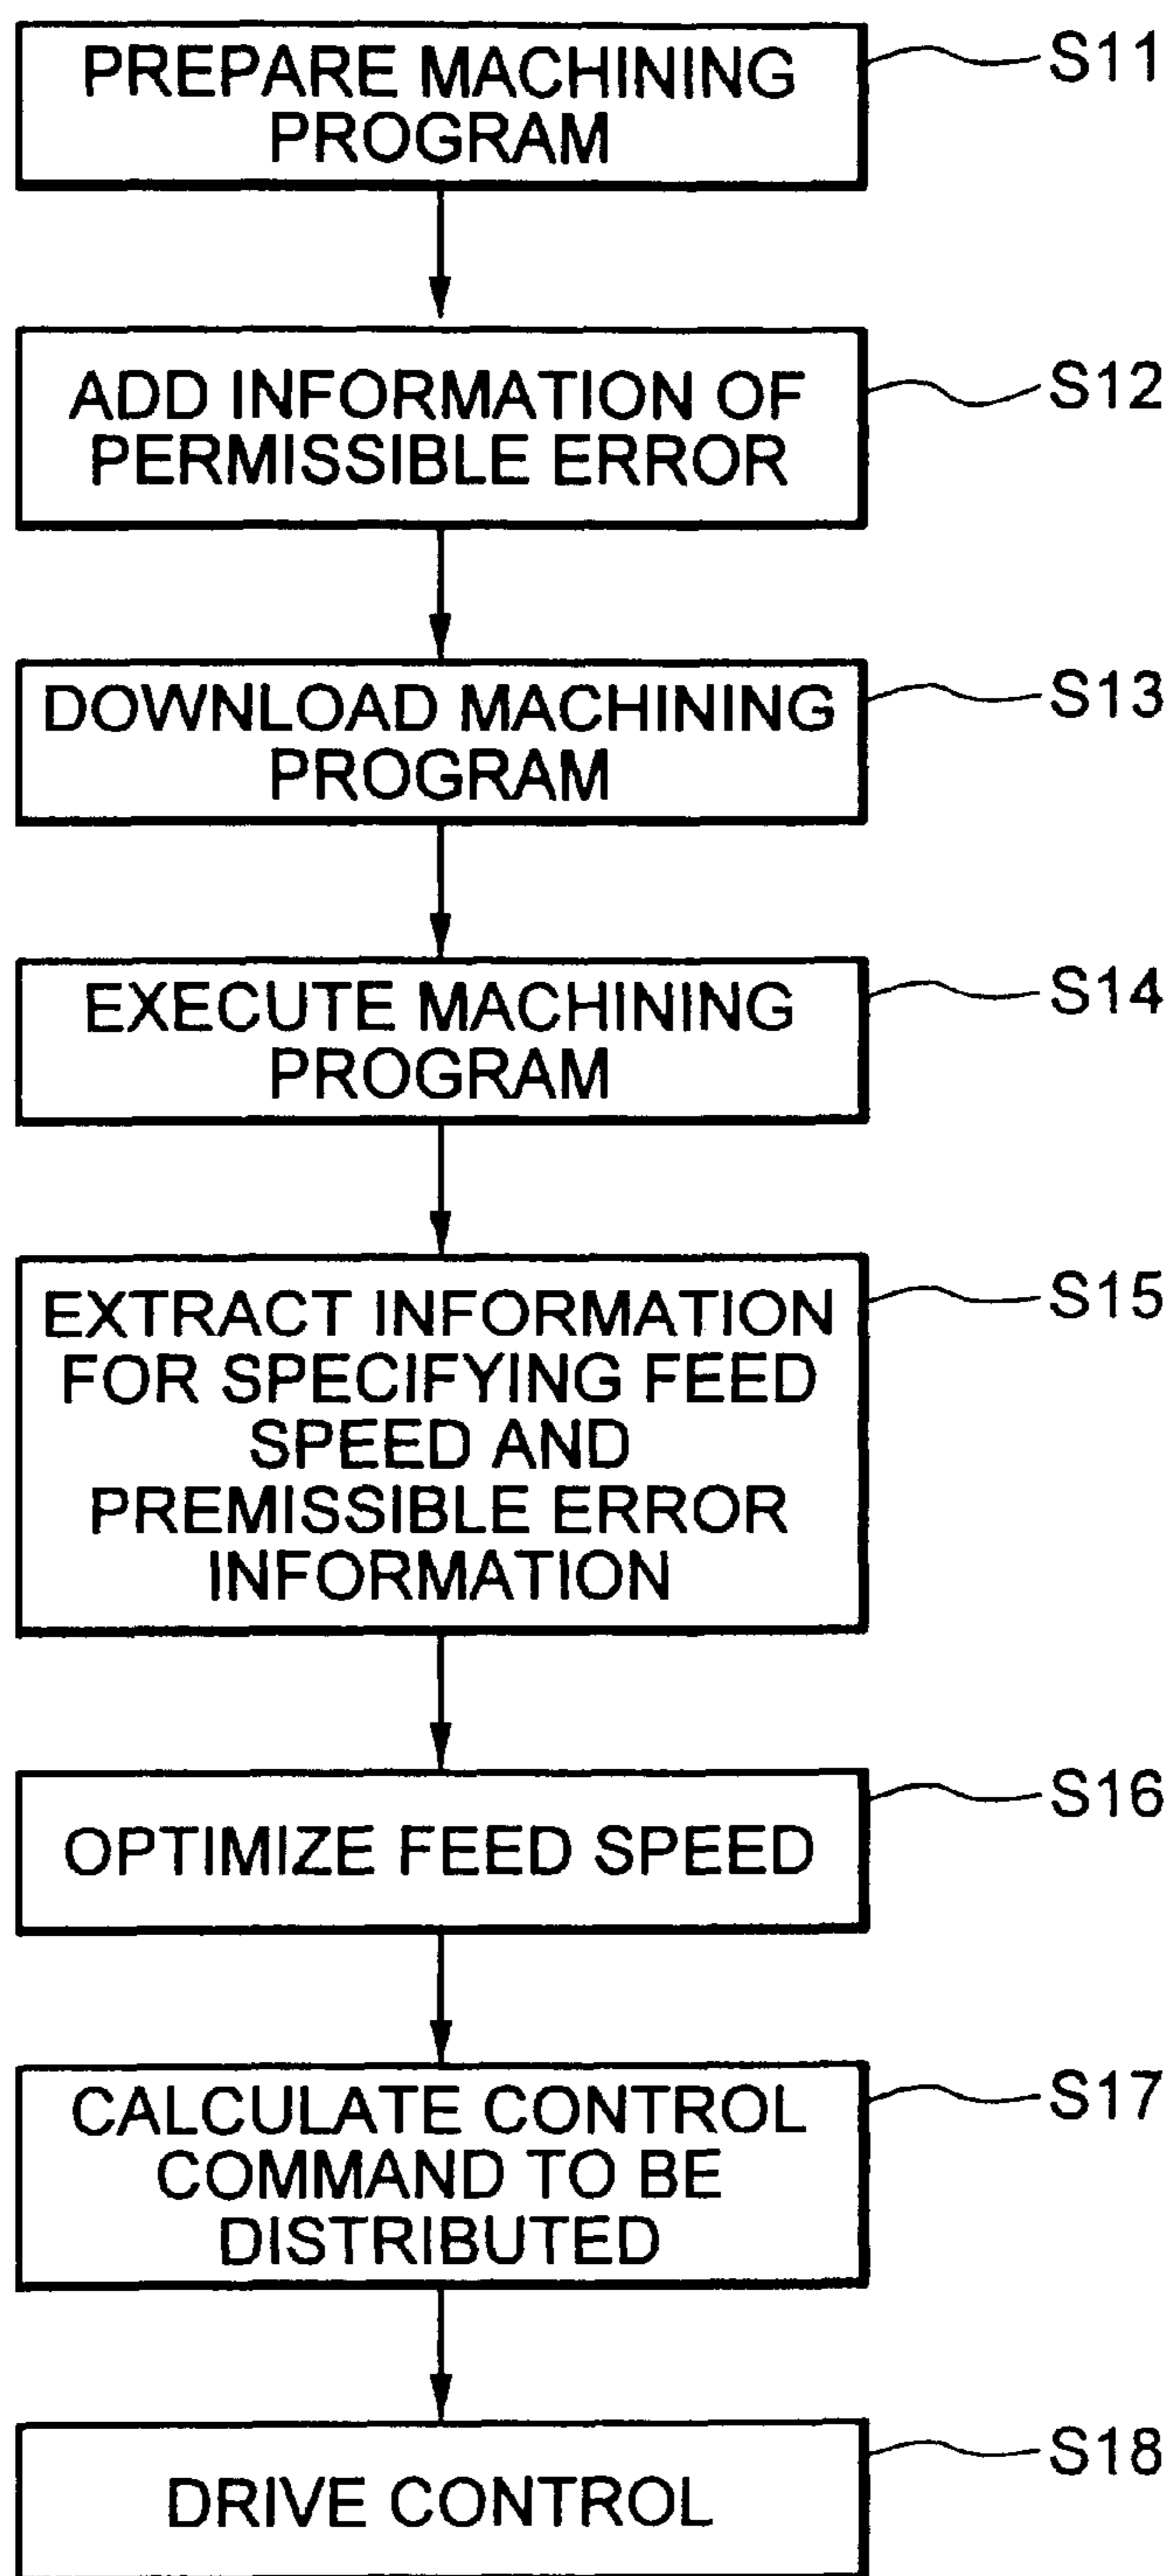 PREPARE MACHINING
PROGRAM
S11
ADD INFORMATION OF
PERMISSIBLE ERROR
S12
DOWNLOAD MACHINING
PROGRAM
S13
EXECUTE MACHINING
PROGRAM
S14
EXTRACT INFORMATION
FOR SPECIFYING FEED
SPEED AND
PREMISSIBLE ERROR
INFORMATION
S15
OPTIMIZE FEED SPEED
S16
CALCULATE CONTROL
COMMAND TO BE
DISTRIBUTED
S17
DRIVE CONTROL
S18